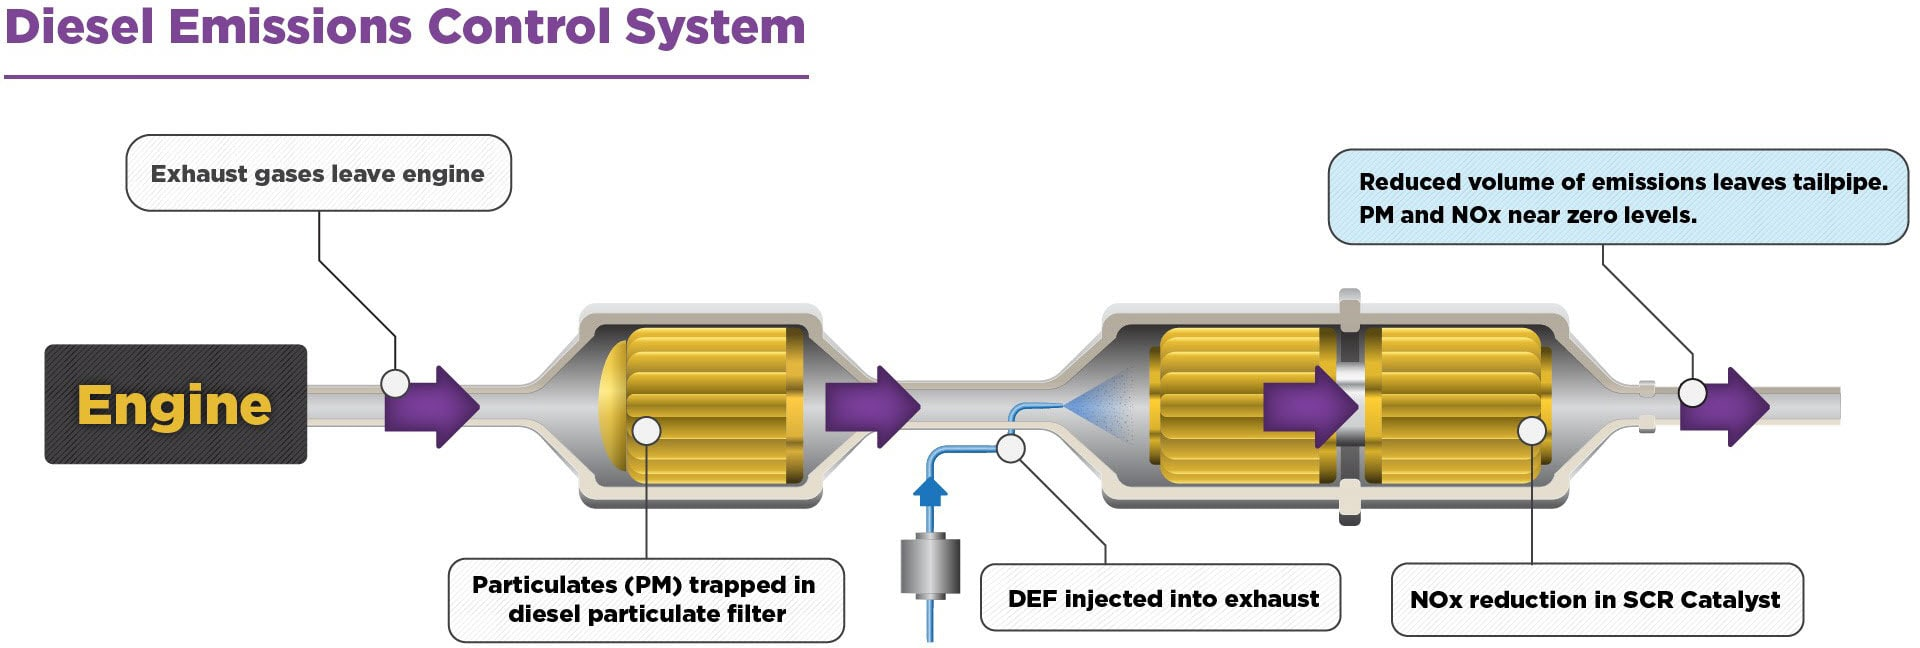 Diesel Emissions Control System
Exhaust gases leave engine
Reduced volume of emissions leaves tailpipe.
PM and NOx near zero levels.
Engine
Particulates (PM) trapped in
diesel particulate filter
DEF injected into exhaust
NOx reduction in SCR Catalyst